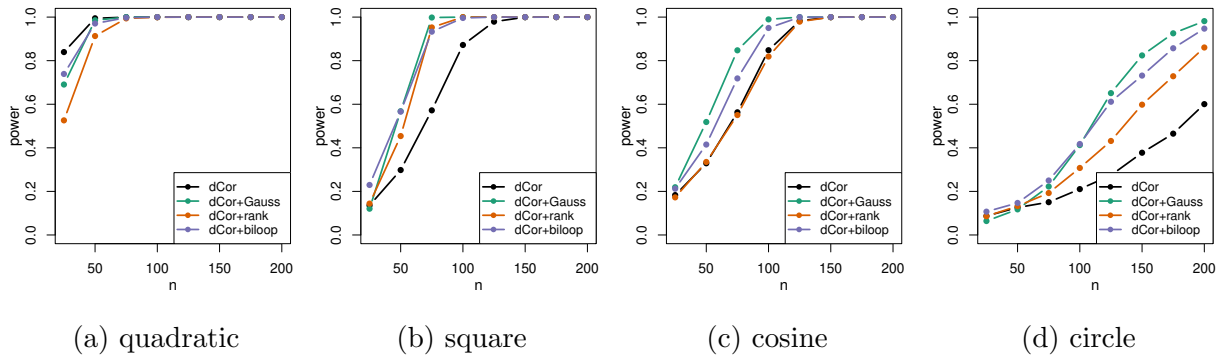 power
0.0 0.2 0.4 0.6 0.8 1.0
dCor
dCor+Gauss
dCor+rank
dCor+biloop
50 100 150 200
n
(a) quadratic
power
0.0 0.2 0.4 0.6 0.8 1.0
dCor
dCor+Gauss
dCor+rank
dCor+biloop
50 100 150 200
n
(b) square
power
0.0 0.2 0.4 0.6 0.8 1.0
dCor
dCor+Gauss
dCor+rank
dCor+biloop
50 100 150 200
n
(c) cosine
power
0.0 0.2 0.4 0.6 0.8 1.0
dCor
dCor+Gauss
dCor+rank
dCor+biloop
50 100 150 200
n
(d) circle